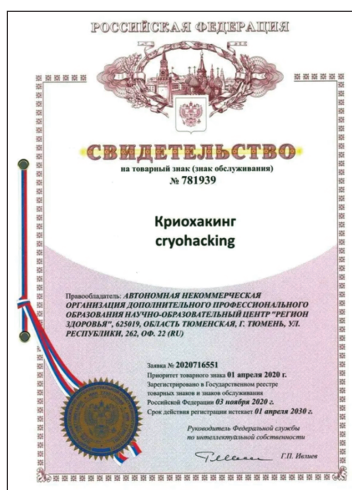 РОССИЙСКАЯ ФЕДЕРАЦИЯ
СВИДЕТЕЛЬСТВО
на товарный знак (знак обслуживания)
№ 781939
Криохакинг
cryohacking
Правообладатель: АВТОНОМНАЯ НЕКОММЕРЧЕСКАЯ
ОРГАНИЗАЦИЯ ДОПОЛНИТЕЛЬНОГО ПРОФЕССИОНАЛЬНОГО
ОБРАЗОВАНИЯ НАУЧНО-ОБРАЗОВАТЕЛЬНЫЙ ЦЕНТР "РЕГИОН
ЗДОРОВЬЯ", 625019, ОБЛАСТЬ ТЮМЕНСКАЯ, Г. ТЮМЕНЬ, УЛ.
РЕСПУБЛИКИ, 262, ОФ. 22 (RU)
Заявка № 2020716551
Приоритет товарного знака 01 апреля 2020 г.
Зарегистрировано в Государственном реестре
товарных знаков и знаков обслуживания
Российской Федерации 03 ноября 2020 г.
Срок действия регистрации истекает 01 апреля 2030 г.
Руководитель Федеральной службы
по интеллектуальной собственности
Г.П. Ивлиев